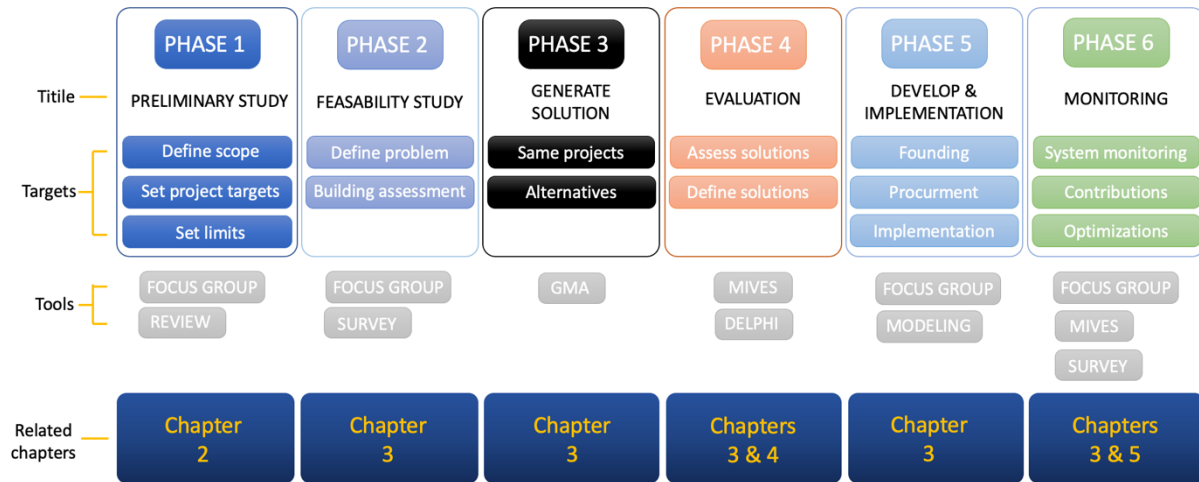 PHASE 1
PHASE 2
PHASE 3
PHASE 4
PHASE 5
PHASE 6
Titile
PRELIMINARY STUDY
FEASABILITY STUDY
GENERATE
SOLUTION
EVALUATION
DEVELOP &
IMPLEMENTATION
MONITORING
Targets
Define scope
Set project targets
Set limits
Define problem
Building assessment
Same projects
Alternatives
Assess solutions
Define solutions
Founding
Procurment
Implementation
System monitoring
Contributions
Optimizations
Tools
FOCUS GROUP
REVIEW
FOCUS GROUP
SURVEY
GMA
MIVES
DELPHI
FOCUS GROUP
MODELING
FOCUS GROUP
MIVES
SURVEY
Related
chapters
Chapter
2
Chapter
3
Chapter
3
Chapters
3 & 4
Chapter
3
Chapters
3 & 5